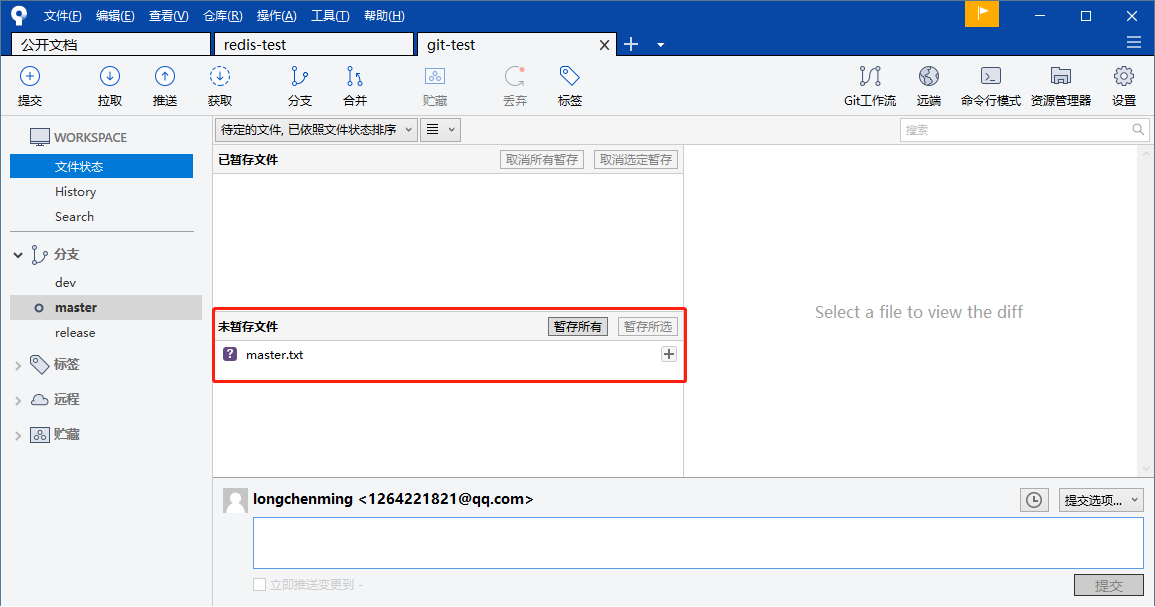 文件(F) 编辑(E) 查看(V) 仓库(R) 操作(A) 工具(T) 帮助(H)
公开文档 redis-test git-test
提交 拉取 推送 获取 分支 合并 贮藏 丢弃 标签 Git工作流 远端 命令行模式 资源管理器 设置
WORKSPACE
文件状态
History
Search
分支
dev
master
release
标签
远程
贮藏
待定的文件, 已依照文件状态排序
搜索
已暂存文件 取消所有暂存 取消选定暂存
未暂存文件 暂存所有 暂存所选
? master.txt
Select a file to view the diff
longchenming <1264221821@qq.com>
提交选项...
立即推送变更到 -
提交